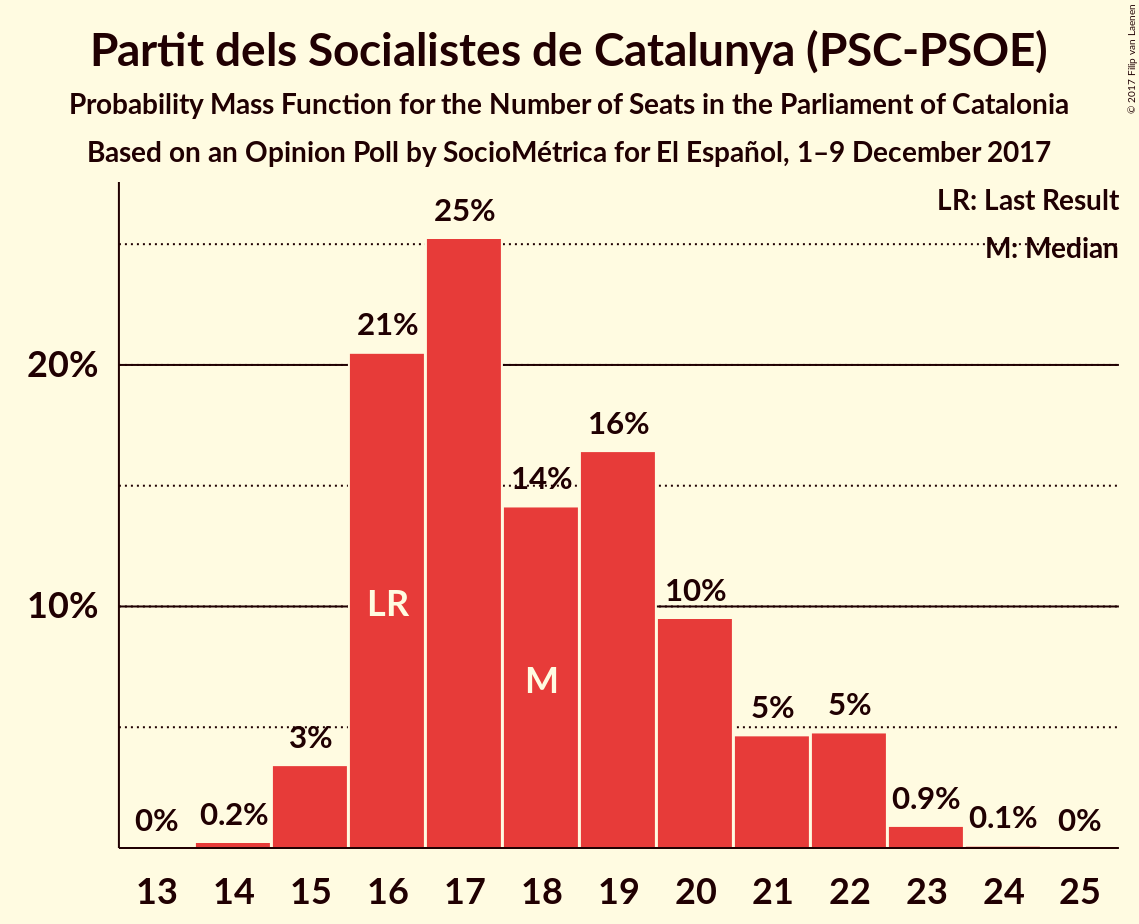 Partit dels Socialistes de Catalunya (PSC-PSOE)
Probability Mass Function for the Number of Seats in the Parliament of Catalonia
Based on an Opinion Poll by SocioMétrica for El Español, 1–9 December 2017
© 2017 Filip van Laenen
LR: Last Result
M: Median
25%
21%
20%
16%
14%
10%
10%
LR
M
5%
5%
3%
0%
0.2%
0.9%
0.1%
0%
13 14 15 16 17 18 19 20 21 22 23 24 25